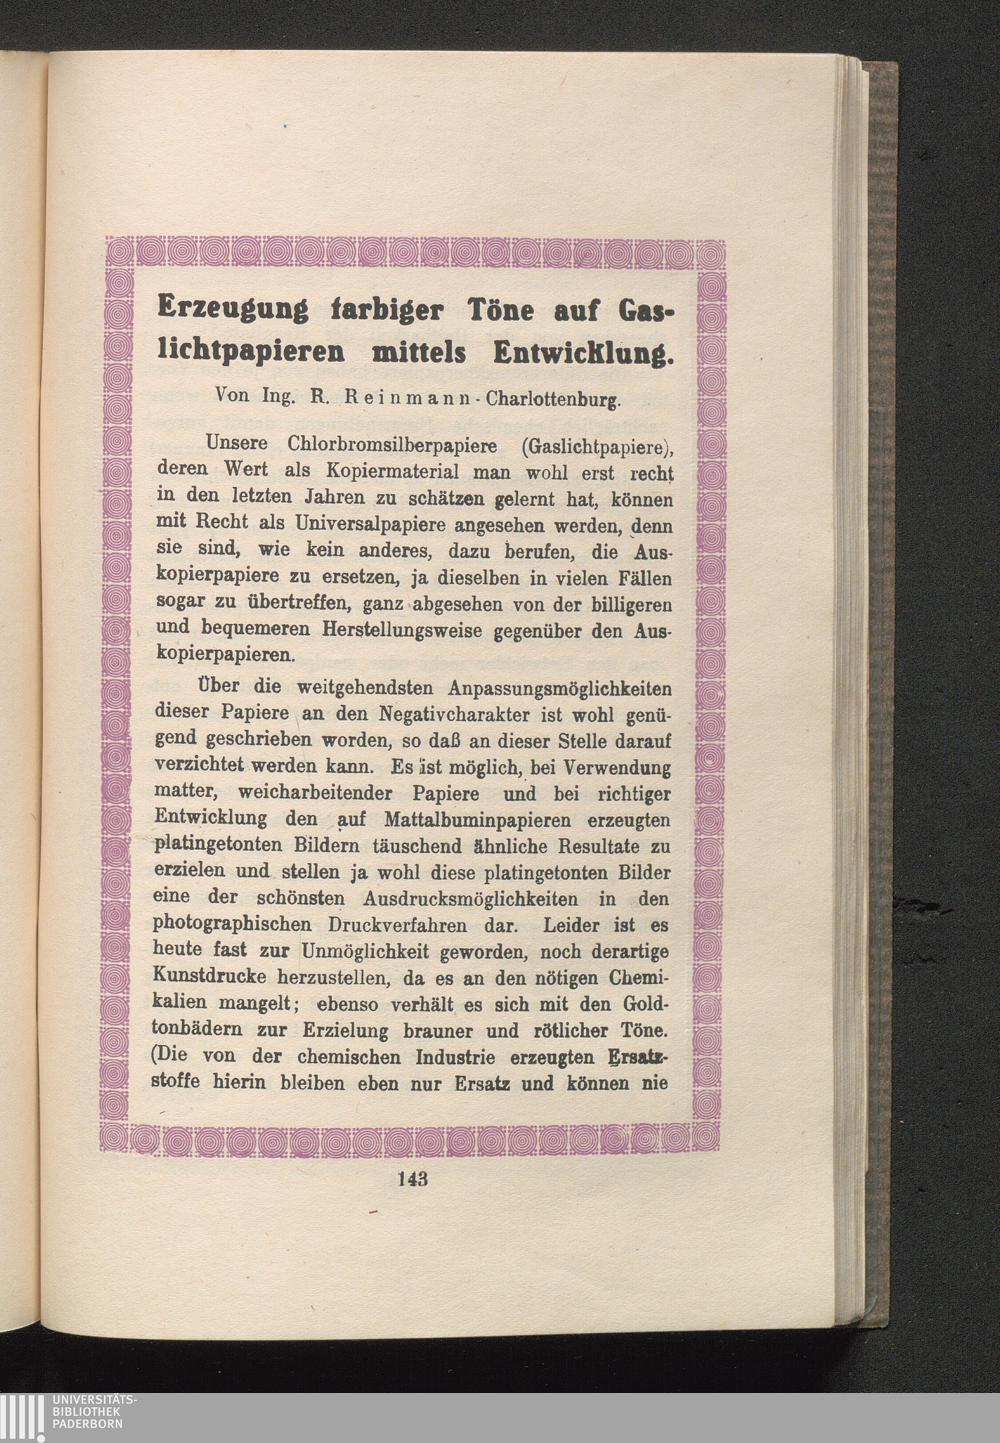 Erzeugung farbiger Töne auf Gas-
lichtpapieren mittels Entwicklung.
Von Ing. R. Reinmann-Charlottenburg.
Unsere Chlorbromsilberpapiere (Gaslichtpapiere),
deren Wert als Kopiermaterial man wohl erst recht
in den letzten Jahren zu schätzen gelernt hat, können
mit Recht als Universalpapiere angesehen werden, denn
sie sind, wie kein anderes, dazu berufen, die Aus-
kopierpapiere zu ersetzen, ja dieselben in vielen Fällen
sogar zu übertreffen, ganz abgesehen von der billigeren
und bequemeren Herstellungsweise gegenüber den Aus-
kopierpapieren.
Über die weitgehendsten Anpassungsmöglichkeiten
dieser Papiere an den Negativcharakter ist wohl genü-
gend geschrieben worden, so daß an dieser Stelle darauf
verzichtet werden kann. Es ist möglich, bei Verwendung
matter, weicharbeitender Papiere und bei richtiger
Entwicklung den auf Mattalbuminpapieren erzeugten
platingetonten Bildern täuschend ähnliche Resultate zu
erzielen und stellen ja wohl diese platingetonten Bilder
eine der schönsten Ausdrucksmöglichkeiten in den
photographischen Druckverfahren dar. Leider ist es
heute fast zur Unmöglichkeit geworden, noch derartige
Kunstdrucke herzustellen, da es an den nötigen Chemi-
kalien mangelt; ebenso verhält es sich mit den Gold-
tonbädern zur Erzielung brauner und rötlicher Töne.
(Die von der chemischen Industrie erzeugten Ersatz-
stoffe hierin bleiben eben nur Ersatz und können nie
143
UNIVERSITÄTS-
BIBLIOTHEK
PADERBORN